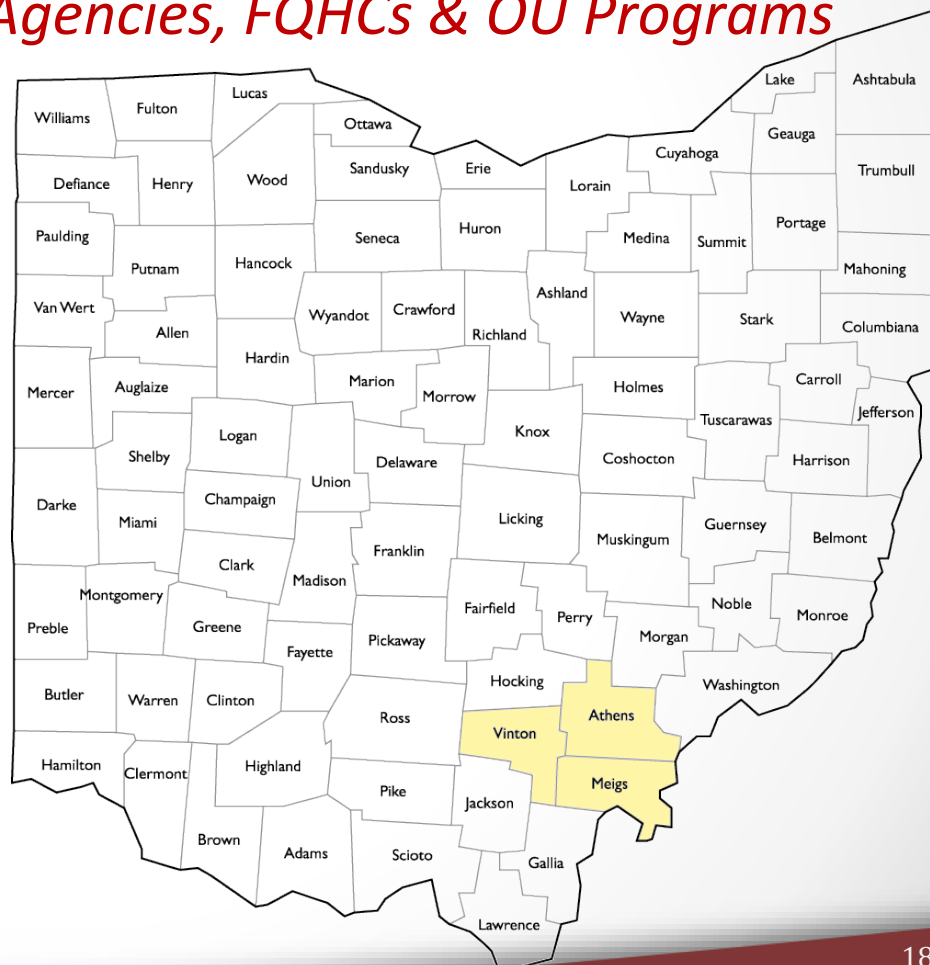 Agencies, FQHCs & OU Programs
Lake
Ashtabula
Lucas
Fulton
Williams
Ottawa
Geauga
Cuyahoga
Sandusky
Erie
Trumbull
Wood
Defiance
Henry
Lorain
Portage
Huron
Paulding
Seneca
Medina
Summit
Hancock
Putnam
Mahoning
Ashland
Van Wert
Wyandot
Crawford
Wayne
Stark
Columbiana
Allen
Richland
Hardin
Marion
Carroll
Auglaize
Holmes
Mercer
Morrow
Jefferson
Tuscarawas
Knox
Logan
Shelby
Delaware
Coshocton
Harrison
Union
Champaign
Darke
Licking
Miami
Guernsey
Muskingum
Belmont
Franklin
Clark
Madison
Montgomery
Fairfield
Noble
Perry
Monroe
Preble
Greene
Morgan
Pickaway
Fayette
Hocking
Washington
Butler
Warren
Clinton
Ross
Athens
Vinton
Hamilton
Clermont
Highland
Meigs
Pike
Jackson
Brown
Adams
Scioto
Gallia
Lawrence
18